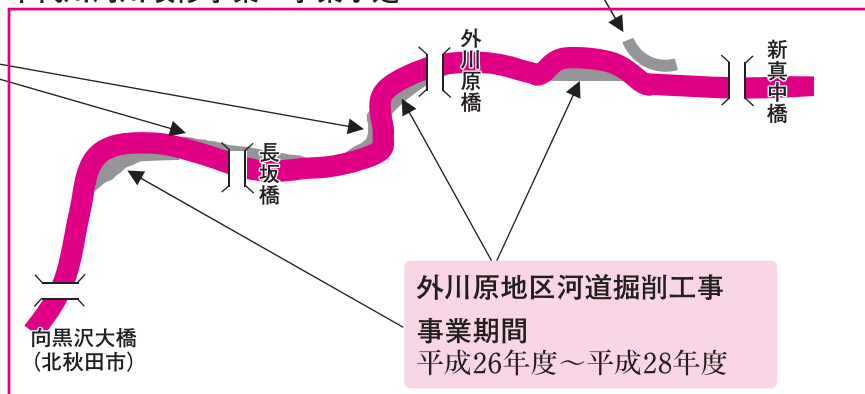 外川原橋
新真中橋
長坂橋
向黒沢大橋
（北秋田市）
外川原地区河道掘削工事
事業期間
平成26年度～平成28年度